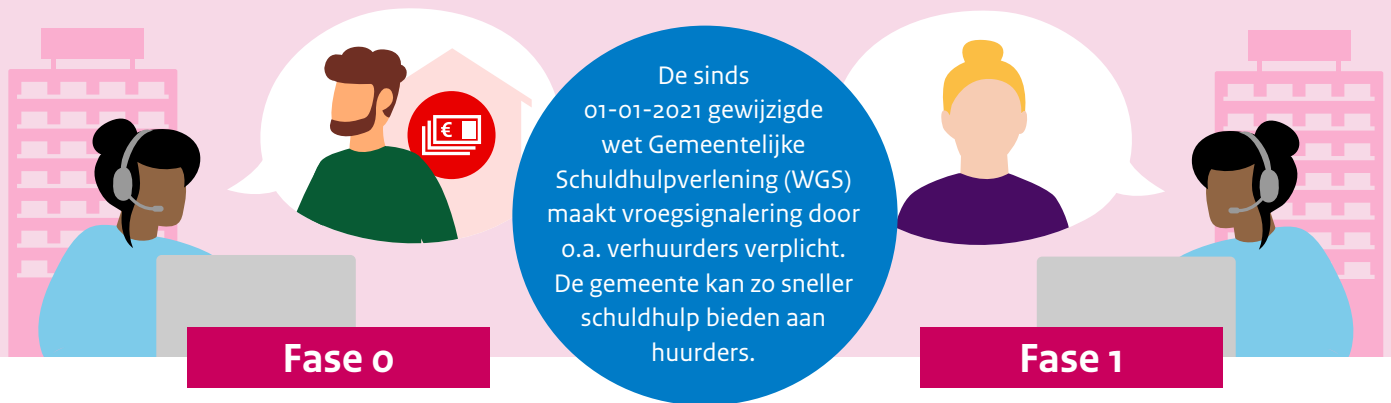 De sinds
01-01-2021 gewijzigde
wet Gemeentelijke
Schuldhulpverlening (WGS)
maakt vroegsignalering door
o.a. verhuurders verplicht.
De gemeente kan zo sneller
schuldhulp bieden aan
huurders.
€
Fase 0
Fase 1